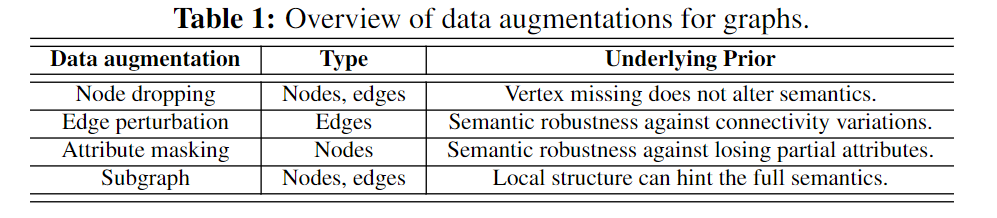 Table 1: Overview of data augmentations for graphs.
Data augmentation Type Underlying Prior
Node dropping Nodes, edges Vertex missing does not alter semantics.
Edge perturbation Edges Semantic robustness against connectivity variations.
Attribute masking Nodes Semantic robustness against losing partial attributes.
Subgraph Nodes, edges Local structure can hint the full semantics.